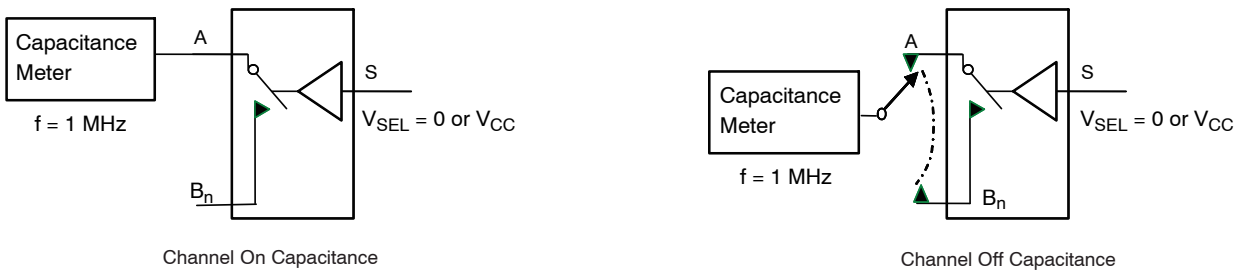 Capacitance
Meter
f = 1 MHz
A
S
V_SEL = 0 or V_CC
B_n
Channel On Capacitance
Capacitance
Meter
f = 1 MHz
A
S
V_SEL = 0 or V_CC
B_n
Channel Off Capacitance